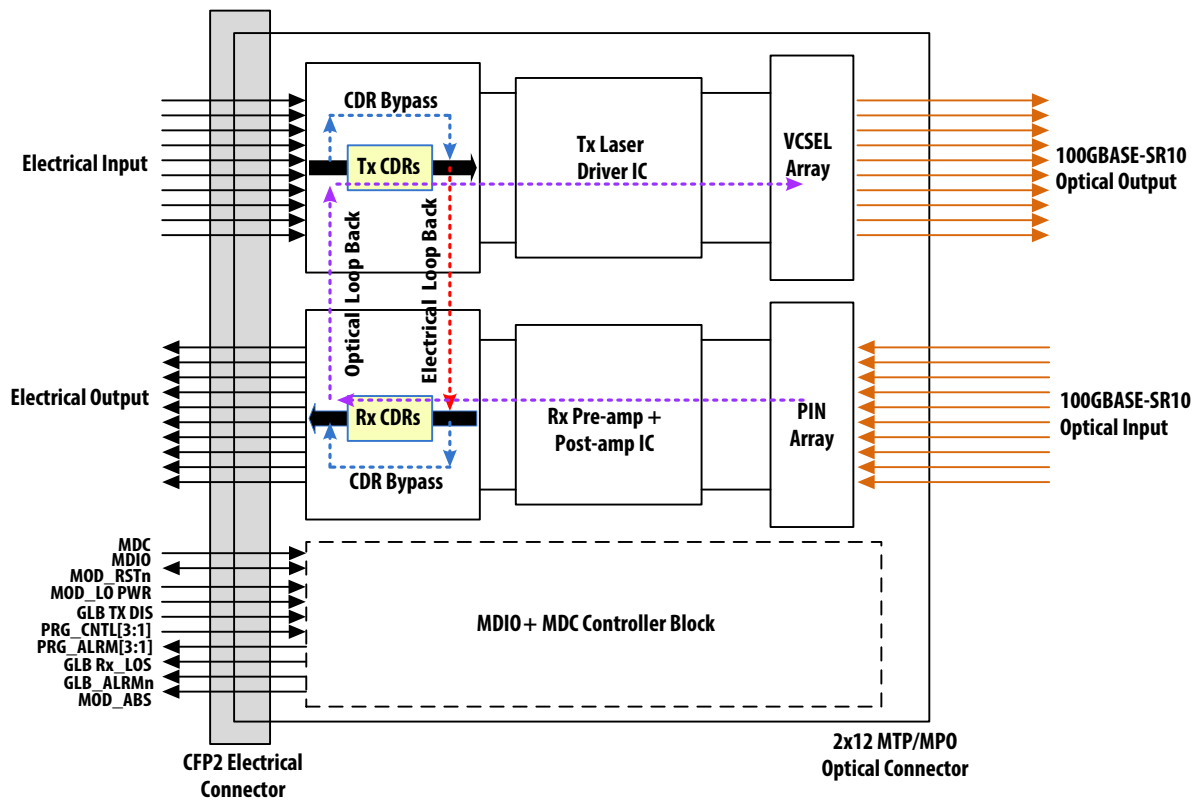 CDR Bypass
Electrical Input
Tx CDRs
Tx Laser
Driver IC
VCSEL
Array
100GBASE-SR10
Optical Output
Optical Loop Back
Electrical Loop Back
Electrical Output
Rx CDRs
CDR Bypass
Rx Pre-amp +
Post-amp IC
PIN
Array
100GBASE-SR10
Optical Input
MDC
MDIO
MOD_RSTn
MOD_LO PWR
GLB TX DIS
PRG_CNTL[3:1]
PRG_ALRM[3:1]
GLB Rx_LOS
GLB_ALRMn
MOD_ABS
MDIO + MDC Controller Block
CFP2 Electrical
Connector
2x12 MTP/MPO
Optical Connector